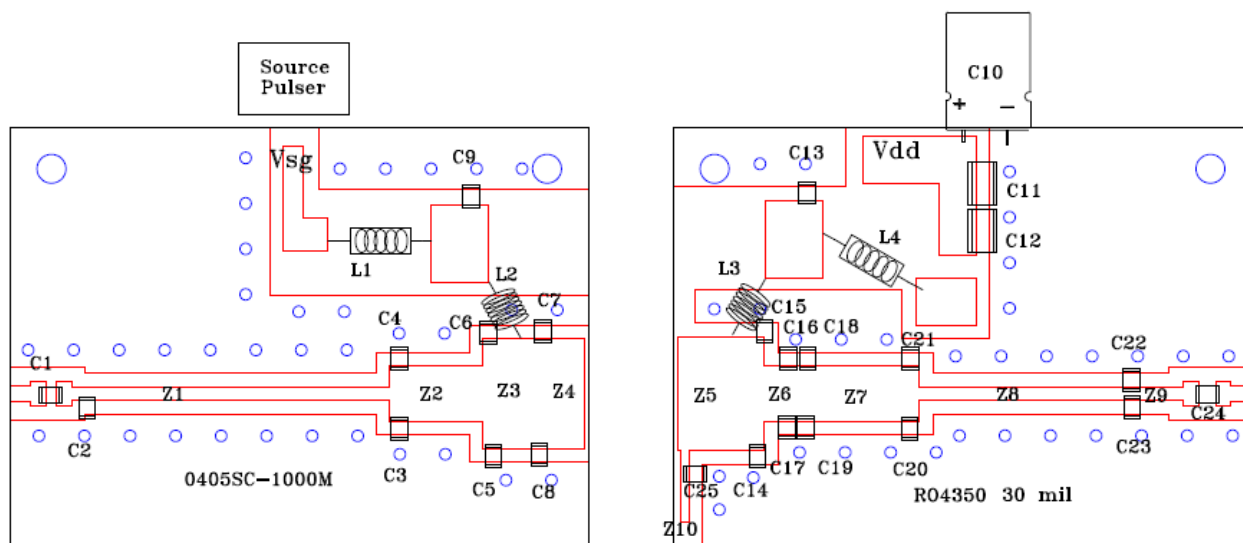 Source
Pulser
C10
+ −
Vsg
C9
C13
Vdd
C11
C12
L1
L2
L3
L4
C7
C6
C4
C15
C16 C18
C21
C22
C1
Z1
Z2
Z3
Z4
Z5
Z6
Z7
Z8
Z9
C24
C2
C3
C5
C8
C25
C14
C17
C19
C20
C23
0405SC-1000M
RO4350 30 mil
Z10